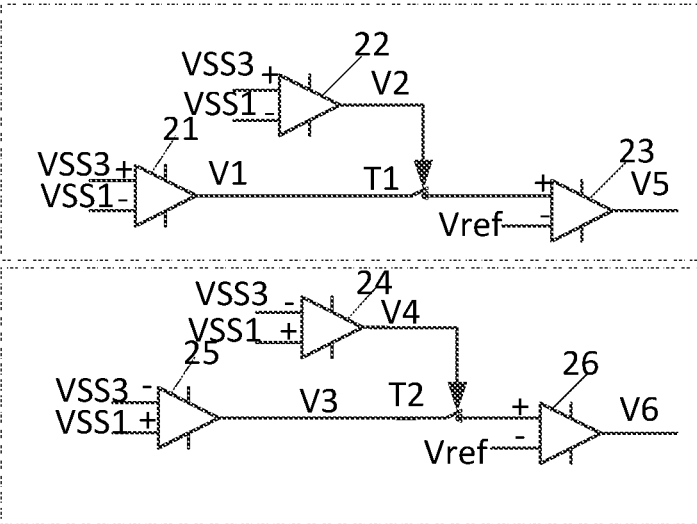 22
VSS3 + V2
VSS1 -
21
23
VSS3 + V1 T1 + V5
VSS1 -
Vref -
24
VSS3 - V4
VSS1 +
25
26
VSS3 - V3 T2 + V6
VSS1 +
Vref -